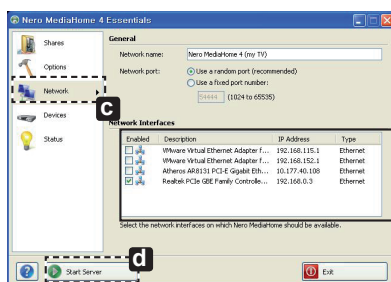 Nero MediaHome 4 Essentials
Shares
Options
Network
Devices
Status
c
General
Network name: Nero MediaHome 4 (my TV)
Network port: Use a random port (recommended)
Use a fixed port number:
54444 (1024 to 65535)
Network Interfaces
Enabled Description IP Address Type
VMware Virtual Ethernet Adapter f... 192.168.115.1 Ethernet
VMware Virtual Ethernet Adapter f... 192.168.152.1 Ethernet
Atheros AR8131 PCI-E Gigabit Eth... 10.177.40.108 Ethernet
Realtek PCIe GBE Family Controlle... 192.168.0.3 Ethernet
Select the network interfaces on which Nero MediaHome should be available.
d
? Start Server Exit